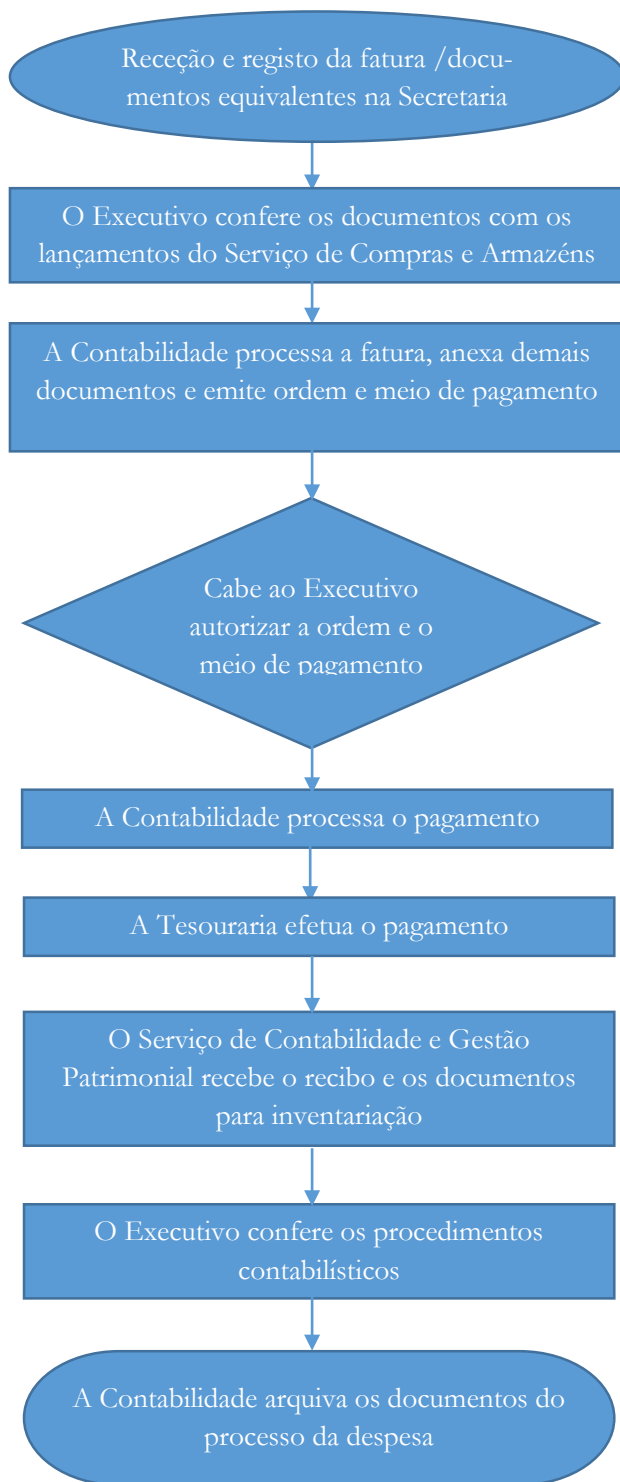 Receção e registo da fatura /docu-
mentos equivalentes na Secretaria
O Executivo confere os documentos com os
lançamentos do Serviço de Compras e Armazéns
A Contabilidade processa a fatura, anexa demais
documentos e emite ordem e meio de pagamento
Cabe ao Executivo
autorizar a ordem e o
meio de pagamento
A Contabilidade processa o pagamento
A Tesouraria efetua o pagamento
O Serviço de Contabilidade e Gestão
Patrimonial recebe o recibo e os documentos
para inventariação
O Executivo confere os procedimentos
contabilísticos
A Contabilidade arquiva os documentos do
processo da despesa